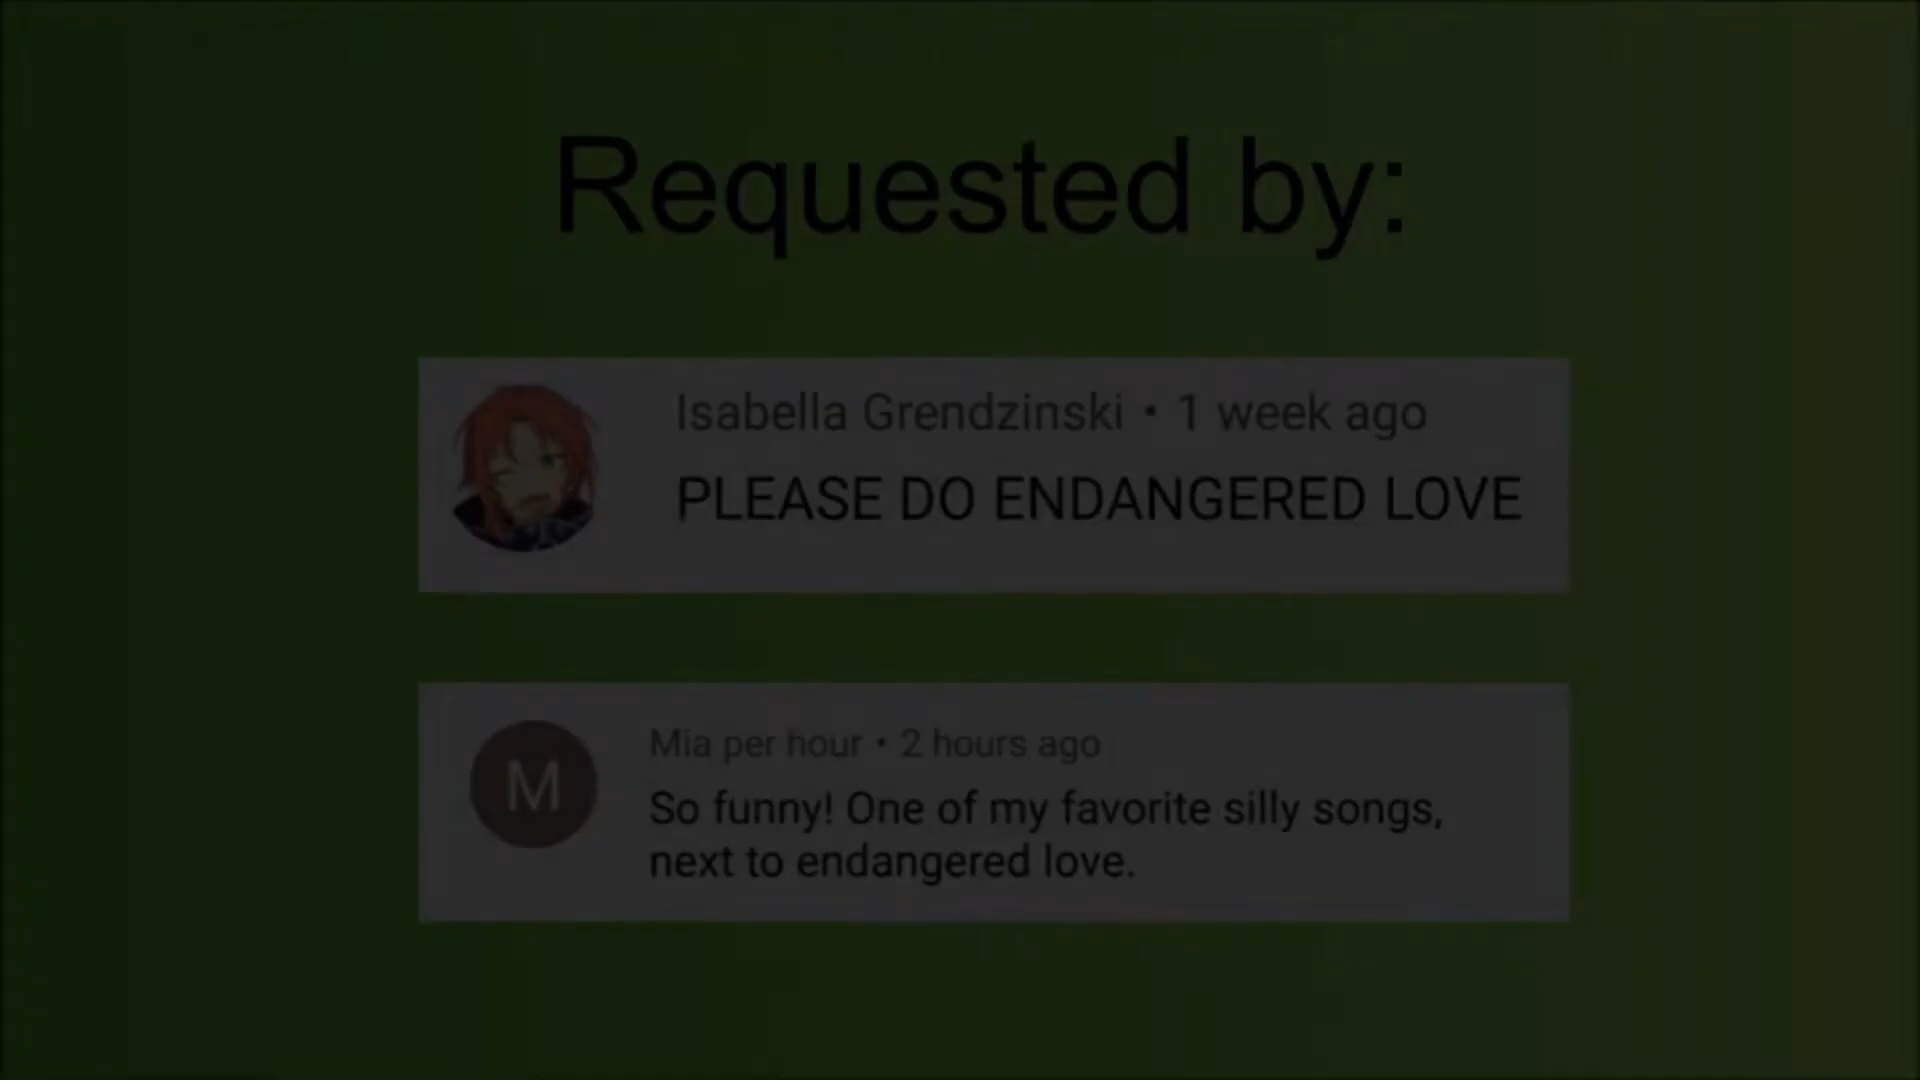 Requested by:
Isabella Grendzinski • 1 week ago
PLEASE DO ENDANGERED LOVE
M
Mia per hour • 2 hours ago
So funny! One of my favorite silly songs,
next to endangered love.